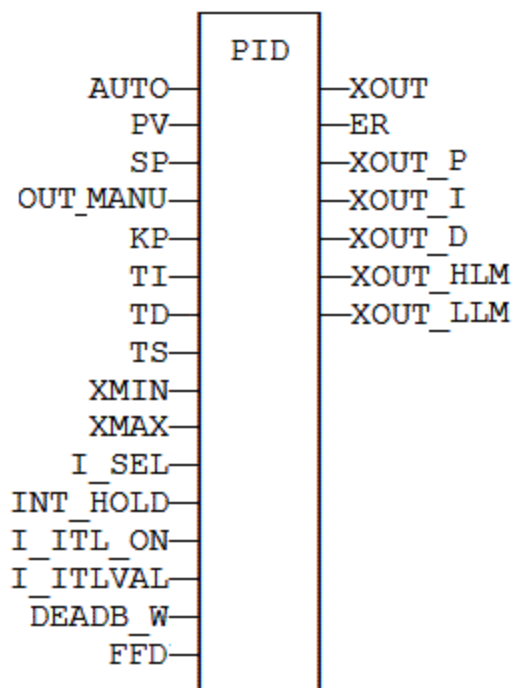 PID
AUTO XOUT
PV ER
SP XOUT_P
OUT_MANU XOUT_I
KP XOUT_D
TI XOUT_HLM
TD XOUT_LLM
TS
XMIN
XMAX
I_SEL
INT_HOLD
I_ITL_ON
I_ITLVAL
DEADB_W
FFD